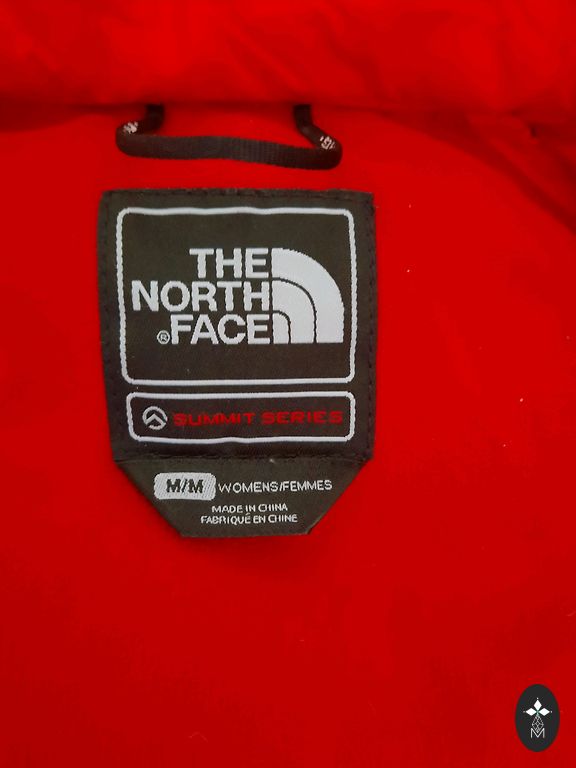 THE
NORTH
®FACE
SUMMIT SERIES
M/M WOMENS/FEMMES
MADE IN CHINA
FABRIQUÉ EN CHINE
M